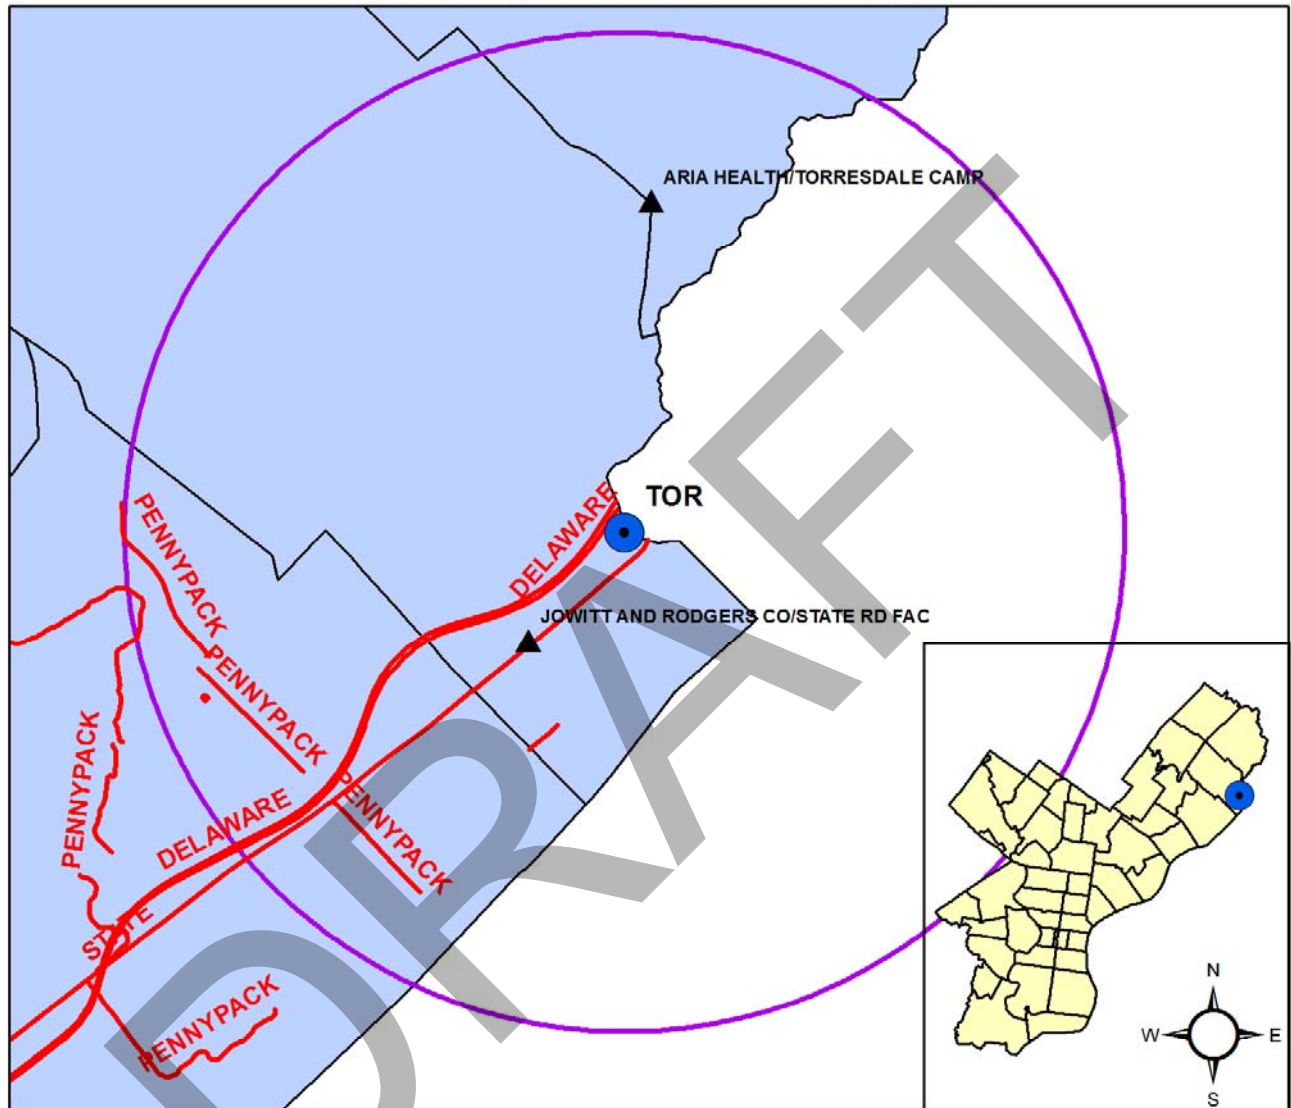 ARIA HEALTH/TORRESDALE CAMP
TOR
DELAWARE
PENNYPACK
JOWITT AND RODGERS CO/STATE RD FAC
PENNYPACK
PENNYPACK
PENNYPACK
DELAWARE
STATE
PENNYPACK
N
W
E
S
DRAFT